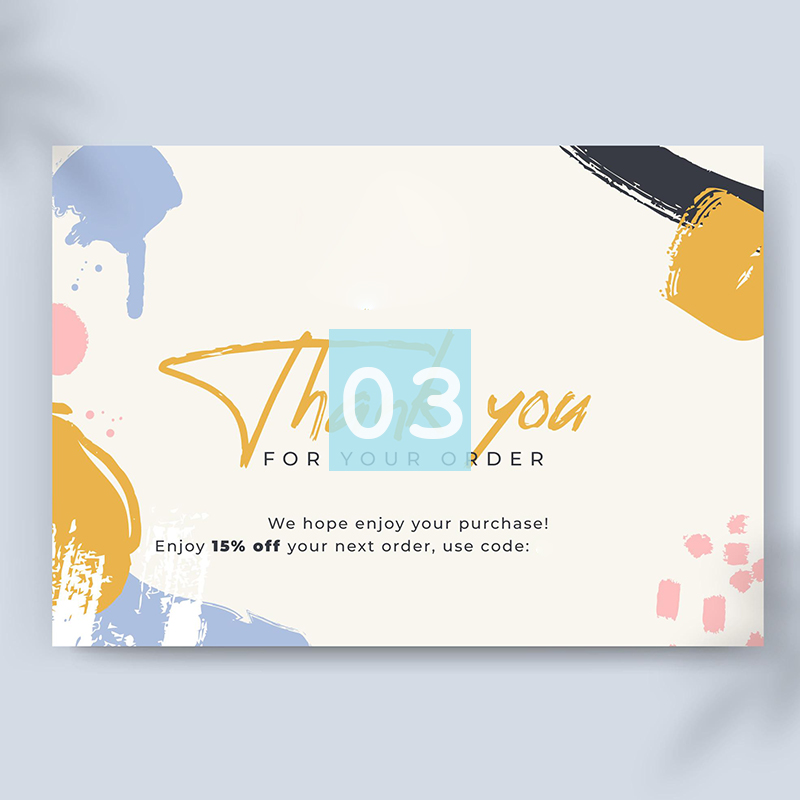 Thank you
03
FOR YOUR ORDER
We hope enjoy your purchase!
Enjoy 15% off your next order, use code: